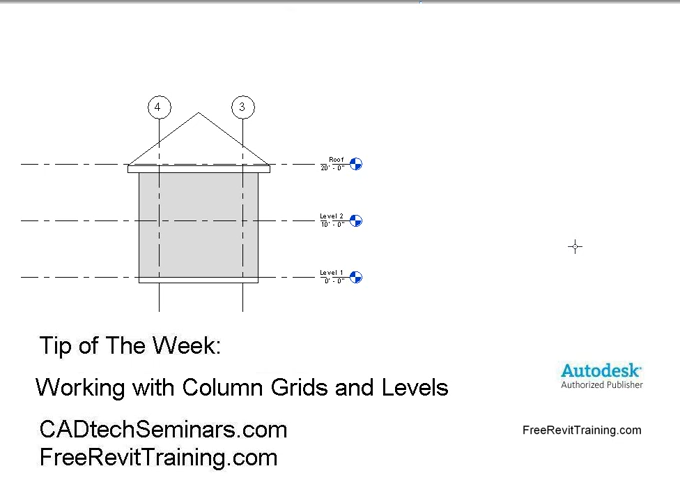 4
3
Roof
20' - 0"
Level 2
10' - 0"
Level 1
0' - 0"
Tip of The Week:
Working with Column Grids and Levels
CADtechSeminars.com
FreeRevitTraining.com
Autodesk
Authorized Publisher
FreeRevitTraining.com